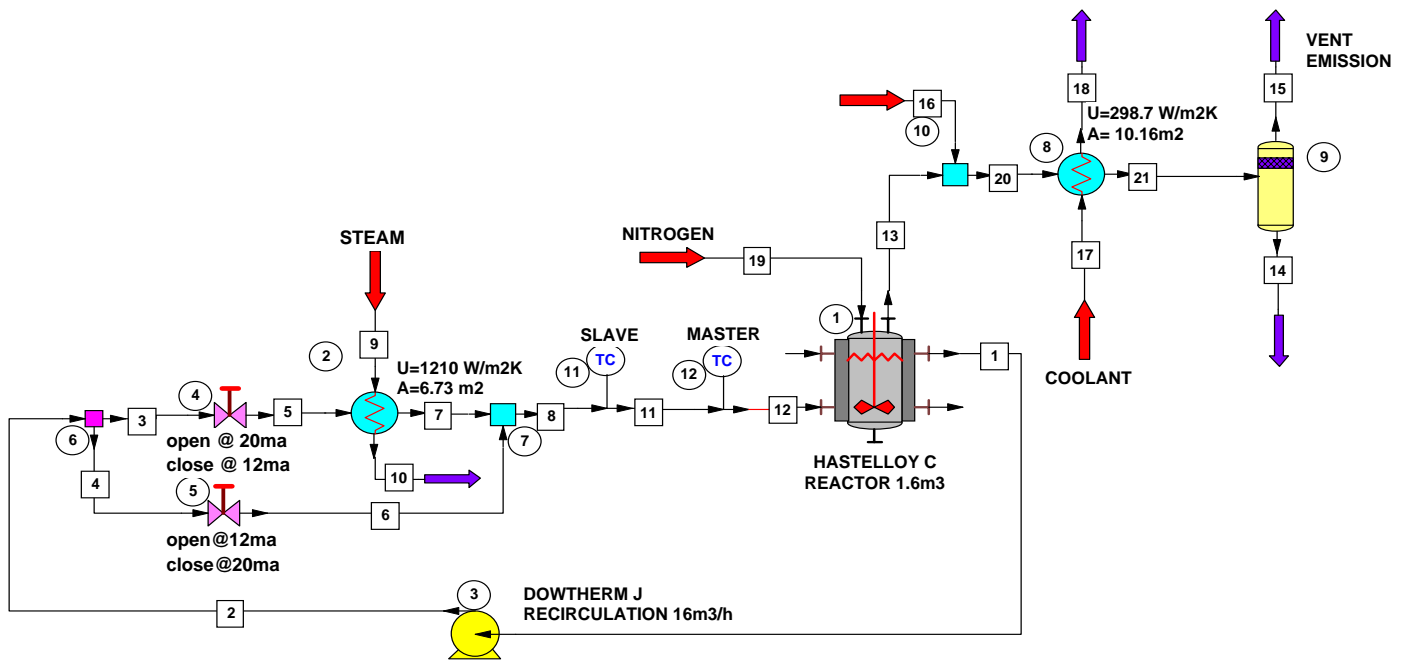 VENT
EMISSION
16
10
18
15
U=298.7 W/m2K
A= 10.16m2
8
9
20
21
13
17
14
NITROGEN
19
STEAM
9
2
U=1210 W/m2K
A=6.73 m2
SLAVE
TC
11
MASTER
TC
12
1
1
COOLANT
4
3
5
7
8
11
12
6
7
open @ 20ma
close @ 12ma
HASTELLOY C
REACTOR 1.6m3
4
5
10
6
open@12ma
close@20ma
3
DOWTHERM J
RECIRCULATION 16m3/h
2